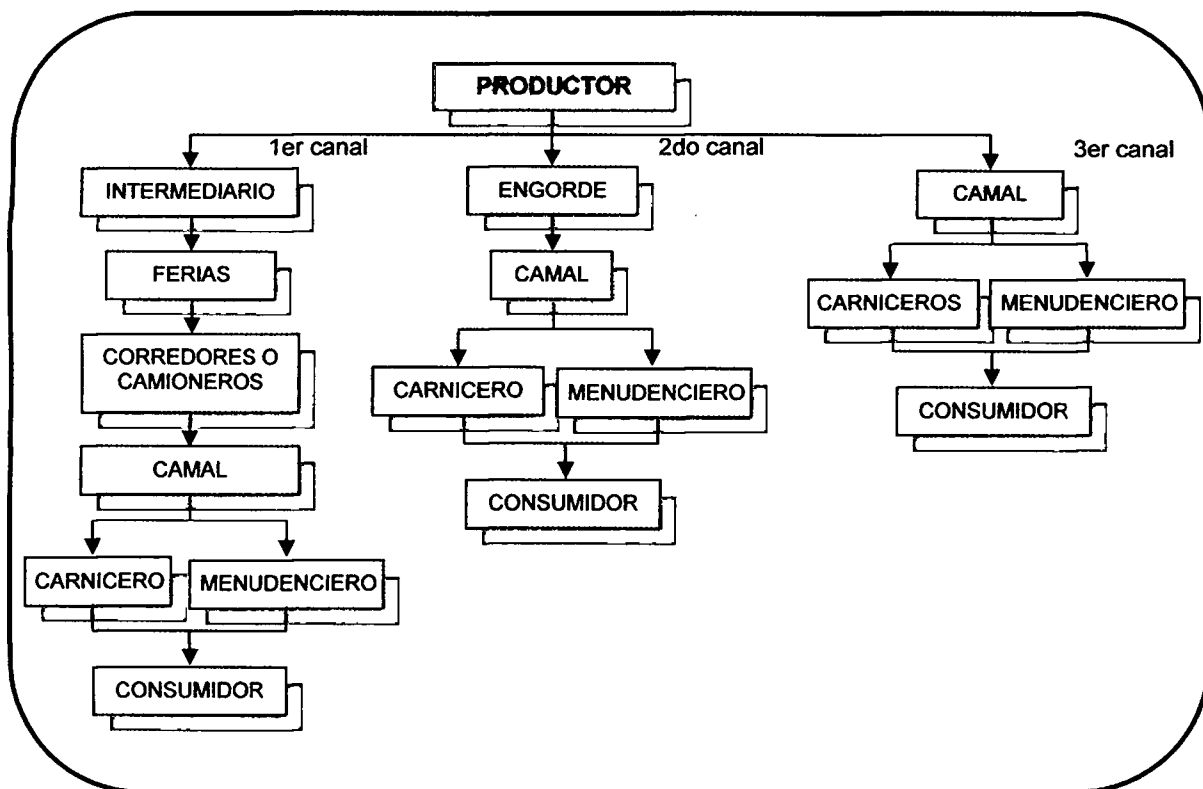 PRODUCTOR
1er canal
2do canal
3er canal
INTERMEDIARIO
ENGORDE
CAMAL
FERIAS
CAMAL
CARNICEROS
MENUDENCIERO
CORREDORES O
CAMIONEROS
CARNICERO
MENUDENCIERO
CONSUMIDOR
CAMAL
CONSUMIDOR
CARNICERO
MENUDENCIERO
CONSUMIDOR